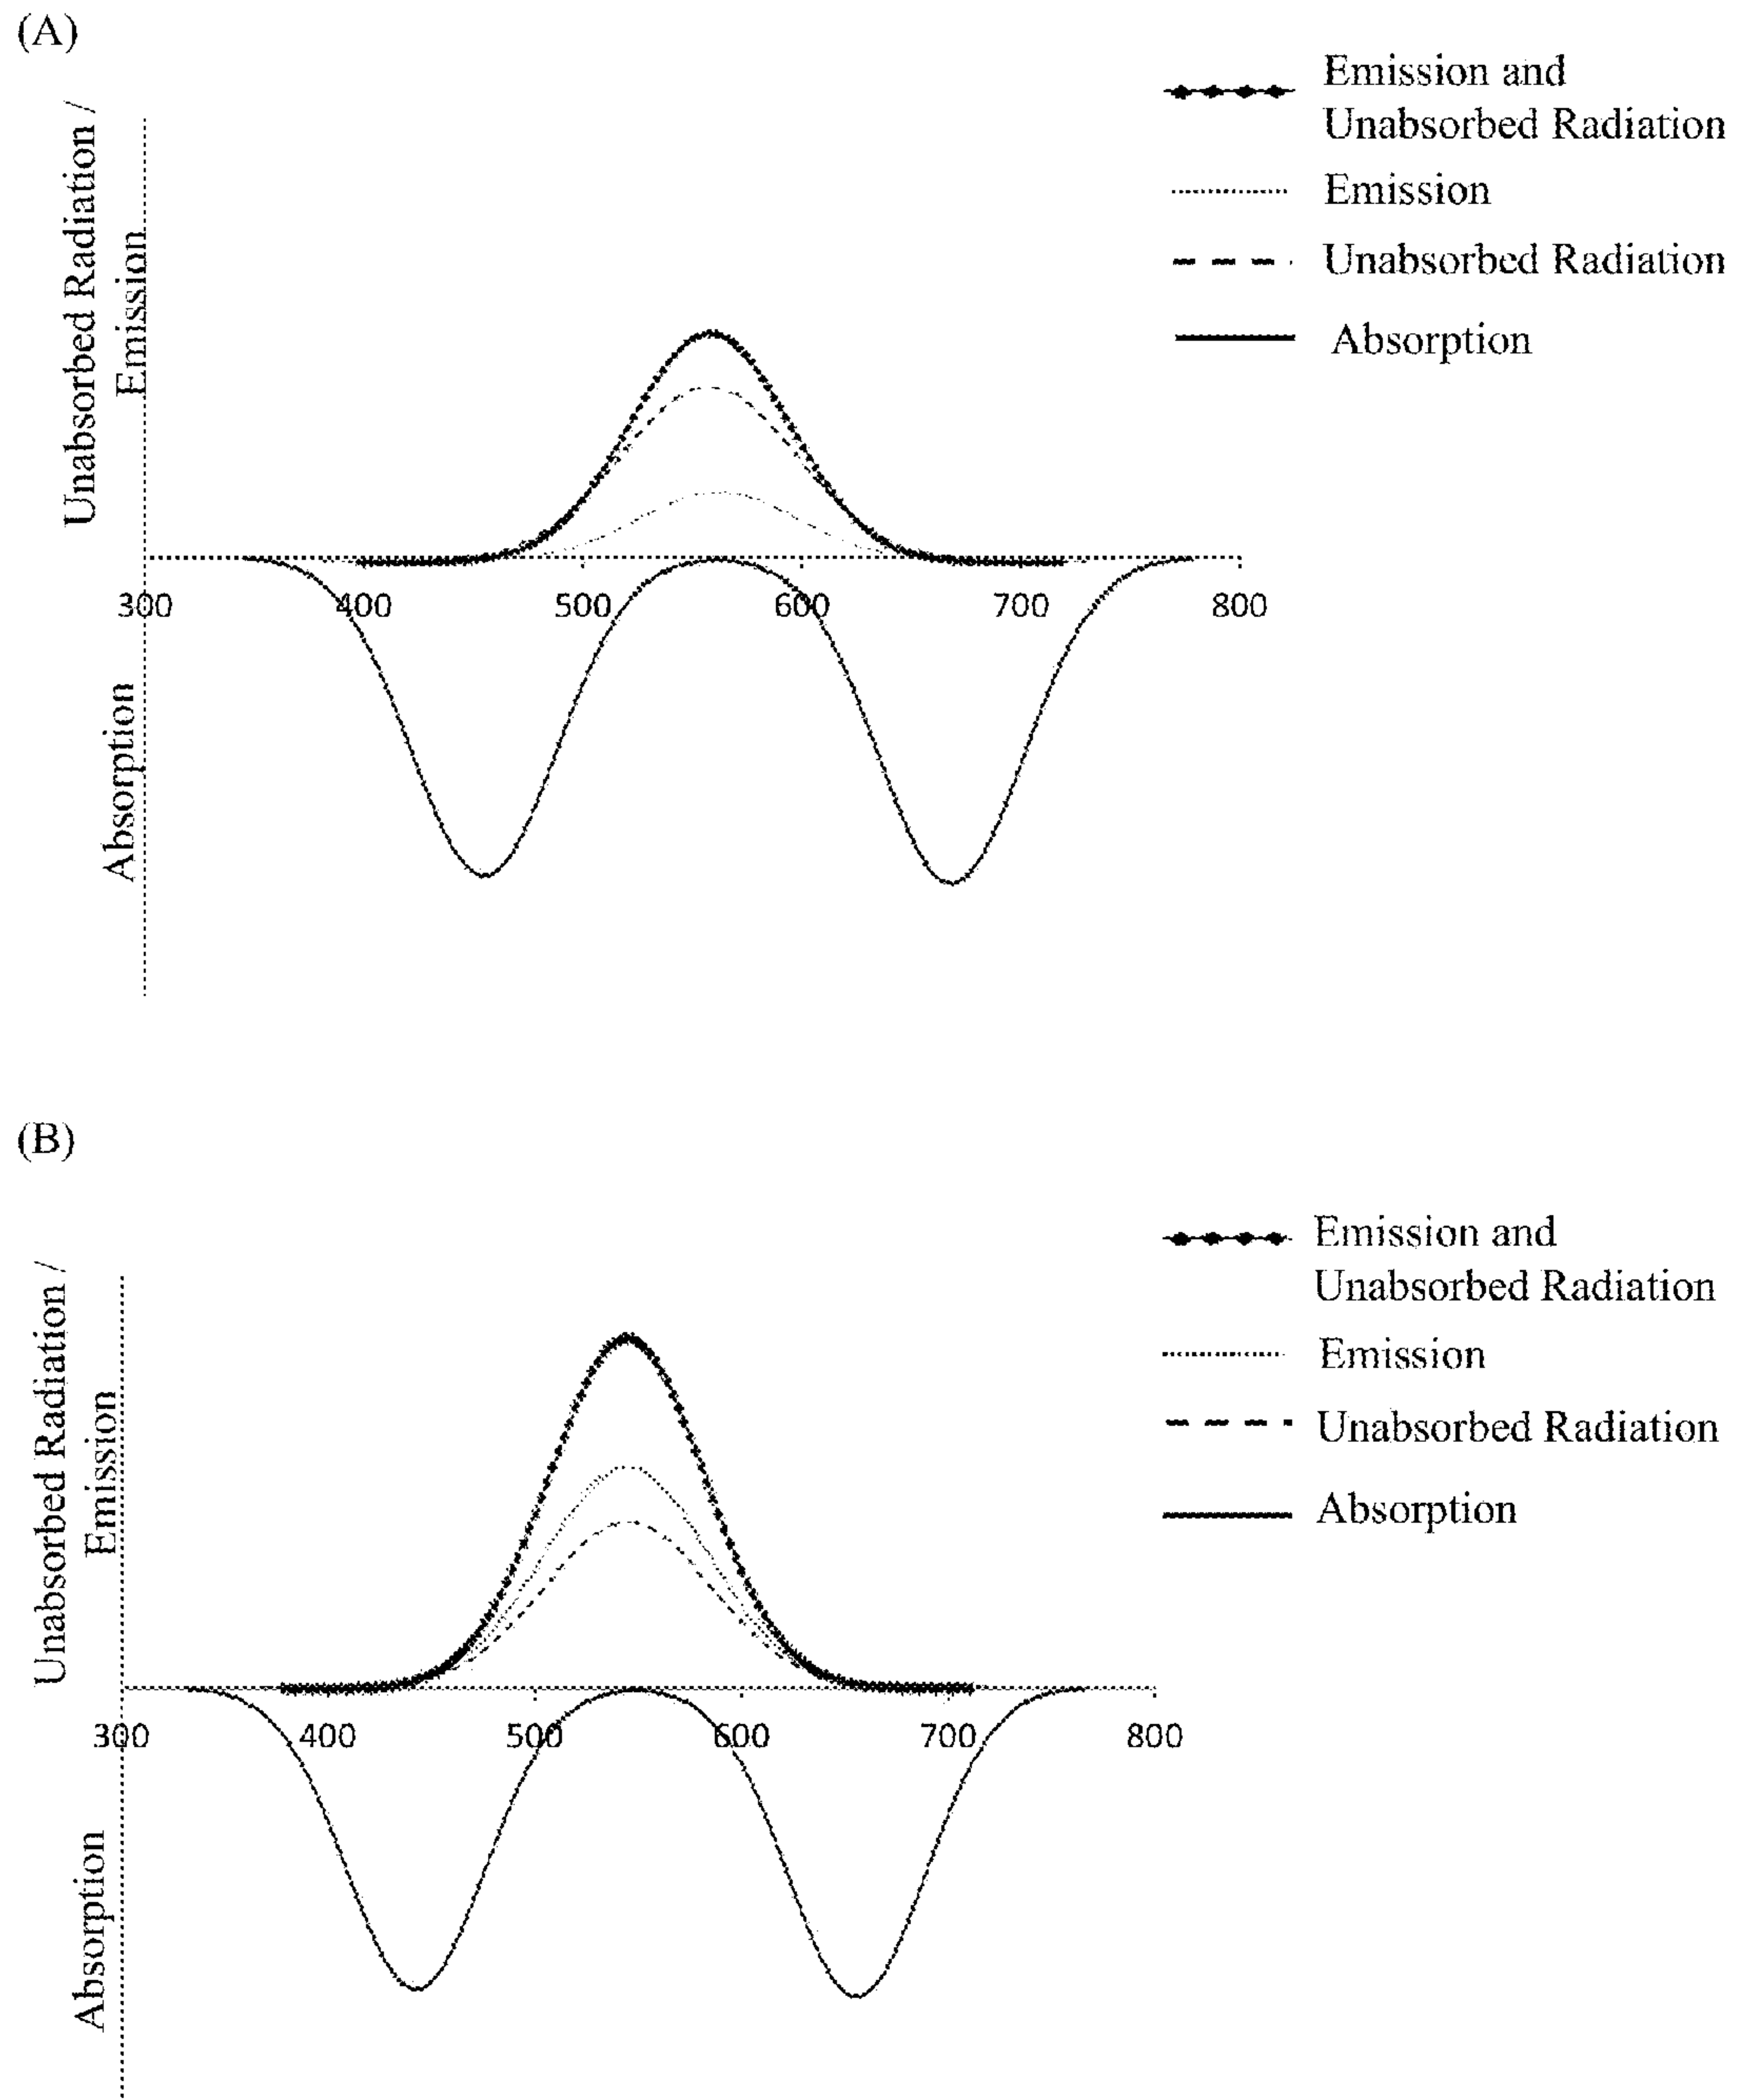 (A)
Unabsorbed Radiation /
Emission
Absorption
Emission and
Unabsorbed Radiation
Emission
Unabsorbed Radiation
Absorption
300 400 500 600 700 800
(B)
Unabsorbed Radiation /
Emission
Absorption
Emission and
Unabsorbed Radiation
Emission
Unabsorbed Radiation
Absorption
300 400 500 600 700 800